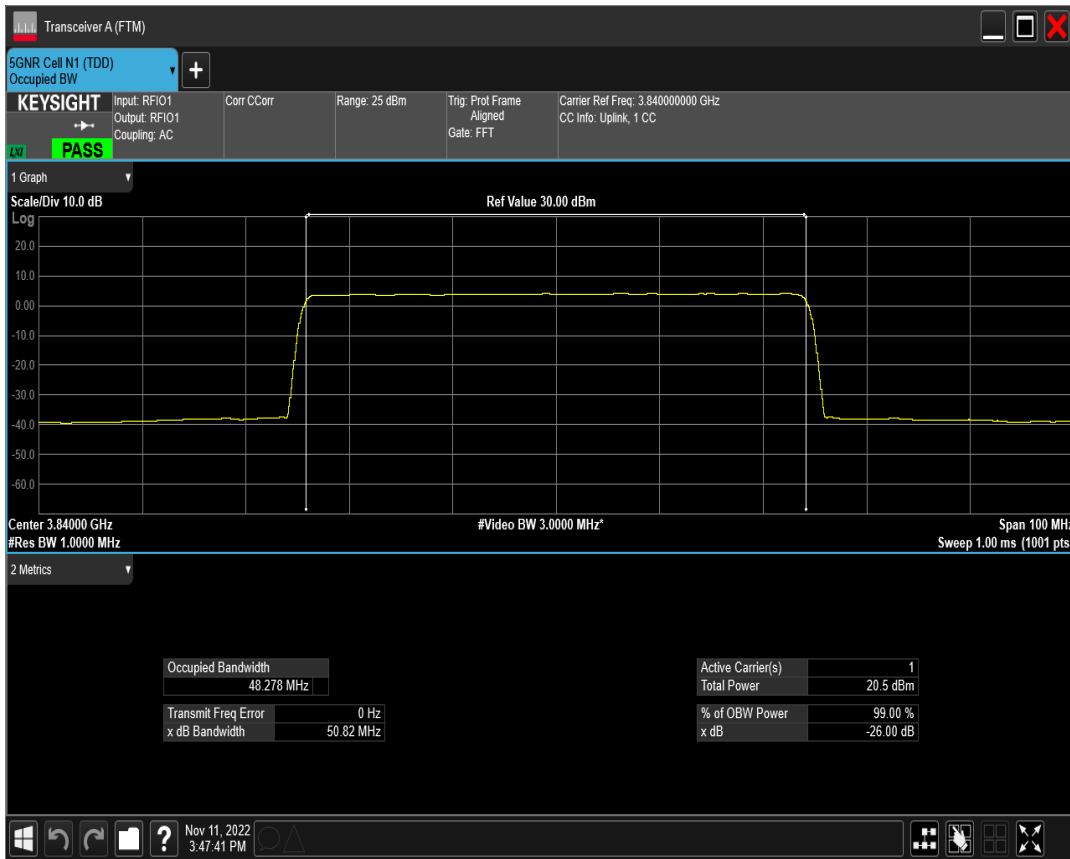 Transceiver A (FTM)
5GNR Cell N1 (TDD)
Occupied BW
+
KEYSIGHT
LXI
PASS
Input: RFIO1
Output: RFIO1
Coupling: AC
Corr CCorr
Range: 25 dBm
Trig: Prot Frame
Aligned
Gate: FFT
Carrier Ref Freq: 3.840000000 GHz
CC Info: Uplink, 1 CC
1 Graph
Scale/Div 10.0 dB
Ref Value 30.00 dBm
Log
20.0
10.0
0.00
-10.0
-20.0
-30.0
-40.0
-50.0
-60.0
Center 3.84000 GHz
#Video BW 3.0000 MHz*
Span 100 MHz
#Res BW 1.0000 MHz
Sweep 1.00 ms (1001 pts
2 Metrics
Occupied Bandwidth
48.278 MHz
Transmit Freq Error 0 Hz
x dB Bandwidth 50.82 MHz
Active Carrier(s) 1
Total Power 20.5 dBm
% of OBW Power 99.00 %
x dB -26.00 dB
?
Nov 11, 2022
3:47:41 PM